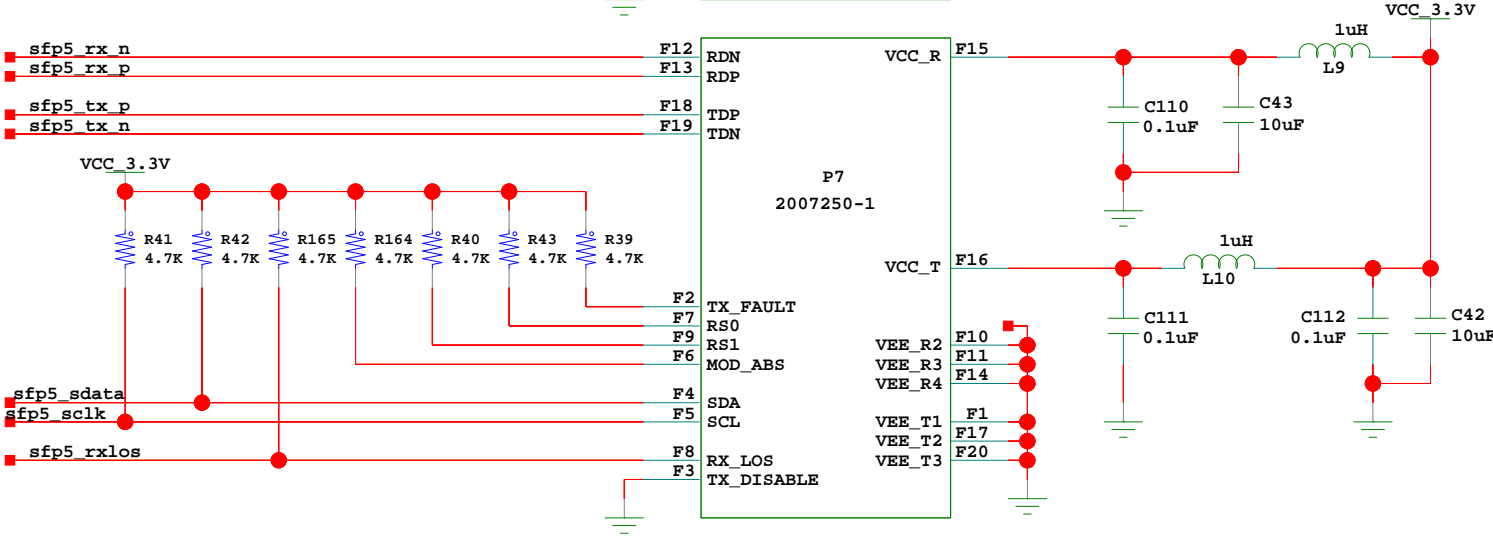 VCC_3.3V
sfp5_rx_n
F12
RDN
VCC_R
F15
1uH
L9
sfp5_rx_p
F13
RDP
sfp5_tx_p
F18
TDP
C110
0.1uF
C43
10uF
sfp5_tx_n
F19
TDN
VCC_3.3V
P7
2007250-1
R41
4.7K
R42
4.7K
R165
4.7K
R164
4.7K
R40
4.7K
R43
4.7K
R39
4.7K
1uH
L10
VCC_T
F16
F2
TX_FAULT
F7
RS0
F9
RS1
F6
MOD_ABS
C111
0.1uF
C112
0.1uF
C42
10uF
VEE_R2
F10
VEE_R3
F11
VEE_R4
F14
sfp5_sdata
F4
SDA
sfp5_sclk
F5
SCL
VEE_T1
F1
VEE_T2
F17
VEE_T3
F20
sfp5_rxlos
F8
RX_LOS
F3
TX_DISABLE